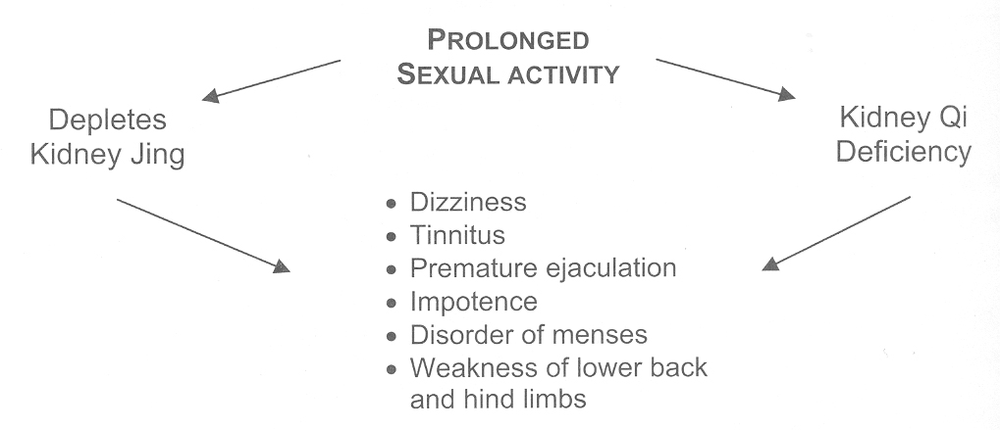 PROLONGED
SEXUAL ACTIVITY
Depletes
Kidney Jing
Kidney Qi
Deficiency
• Dizziness
• Tinnitus
• Premature ejaculation
• Impotence
• Disorder of menses
• Weakness of lower back
and hind limbs